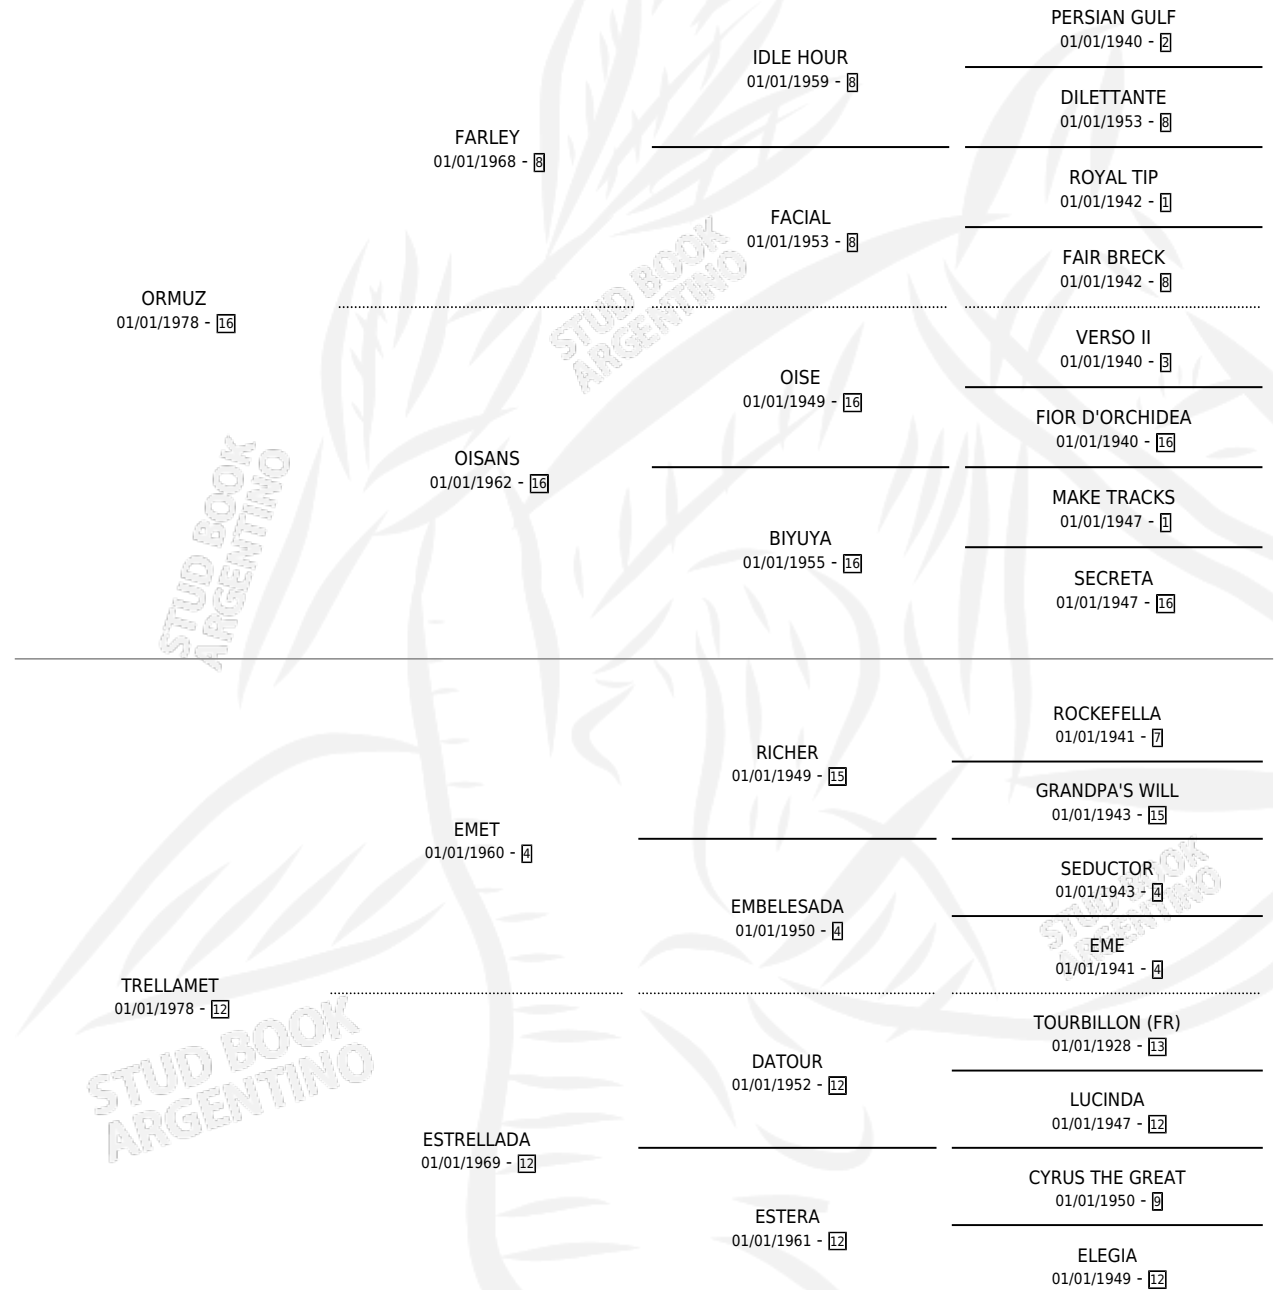 PERSIAN GULF
01/01/1940 - 2
IDLE HOUR
01/01/1959 - 8
DILETTANTE
01/01/1953 - 8
FARLEY
01/01/1968 - 8
ROYAL TIP
01/01/1942 - 1
FACIAL
01/01/1953 - 8
FAIR BRECK
01/01/1942 - 8
ORMUZ
01/01/1978 - 16
VERSO II
01/01/1940 - 3
OISE
01/01/1949 - 16
FIOR D'ORCHIDEA
01/01/1940 - 16
OISANS
01/01/1962 - 16
MAKE TRACKS
01/01/1947 - 1
BIYUYA
01/01/1955 - 16
SECRETA
01/01/1947 - 16
STUD BOOK
ARGENTINO
STUD BOOK
ARGENTINO
ROCKEFELLA
01/01/1941 - 7
RICHER
01/01/1949 - 15
GRANDPA'S WILL
01/01/1943 - 15
EMET
01/01/1960 - 4
SEDUCTOR
01/01/1943 - 4
EMBELESADA
01/01/1950 - 4
EME
01/01/1941 - 4
TRELLAMET
01/01/1978 - 12
TOURBILLON (FR)
01/01/1928 - 13
DATOUR
01/01/1952 - 12
LUCINDA
01/01/1947 - 12
ESTRELLADA
01/01/1969 - 12
CYRUS THE GREAT
01/01/1950 - 9
ESTERA
01/01/1961 - 12
ELEGIA
01/01/1949 - 12
STUD BOOK
ARGENTINO
STUD BOOK
ARGENTINO